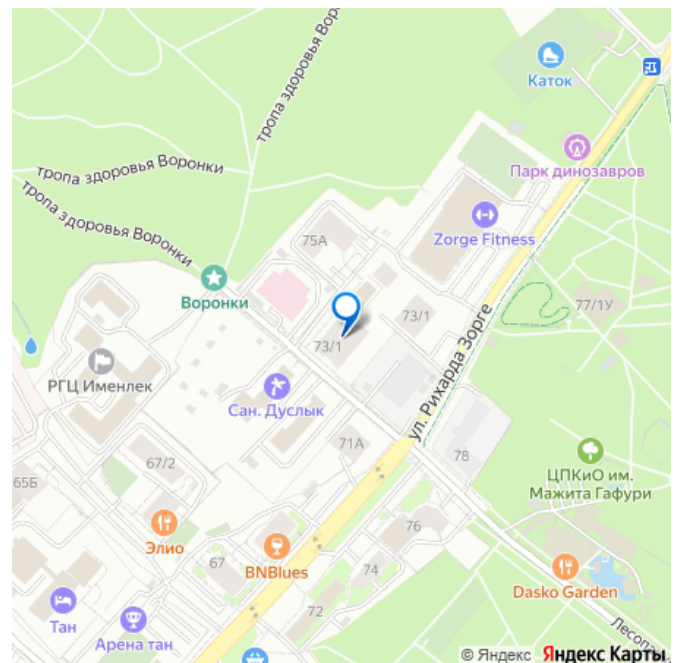 тропа здоровья Воро
Каток
Парк динозавров
тропа здоровья Воронки
тропа здоровья Воронки
75А
Zorge Fitness
Воронки
77/1У
73/1
73/1
ул. Рихарда Зорге
РГЦ Именлек
Сан. Дуслык
71А
78
67/2
65Б
ЦПКиО им.
Мажита Гафури
Элио
76
67
BNBlues
74
Dasko Garden
Тан
72
Арена тан
Лесопа
© Яндекс Яндекс Карты